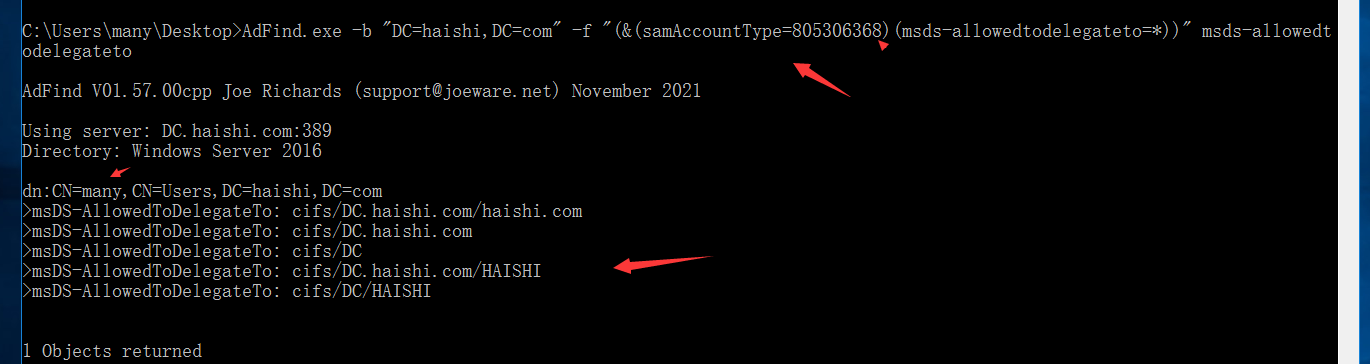 C:\Users\many\Desktop>AdFind.exe -b "DC=haishi,DC=com" -f "(&(samAccountType=805306368)(msds-allowedtodelegateto=*))" msds-allowedt
odelegateto
AdFind V01.57.00cpp Joe Richards (support@joeware.net) November 2021
Using server: DC.haishi.com:389
Directory: Windows Server 2016
dn:CN=many,CN=Users,DC=haishi,DC=com
>msDS-AllowedToDelegateTo: cifs/DC.haishi.com/haishi.com
>msDS-AllowedToDelegateTo: cifs/DC.haishi.com
>msDS-AllowedToDelegateTo: cifs/DC
>msDS-AllowedToDelegateTo: cifs/DC.haishi.com/HAISHI
>msDS-AllowedToDelegateTo: cifs/DC/HAISHI
1 Objects returned